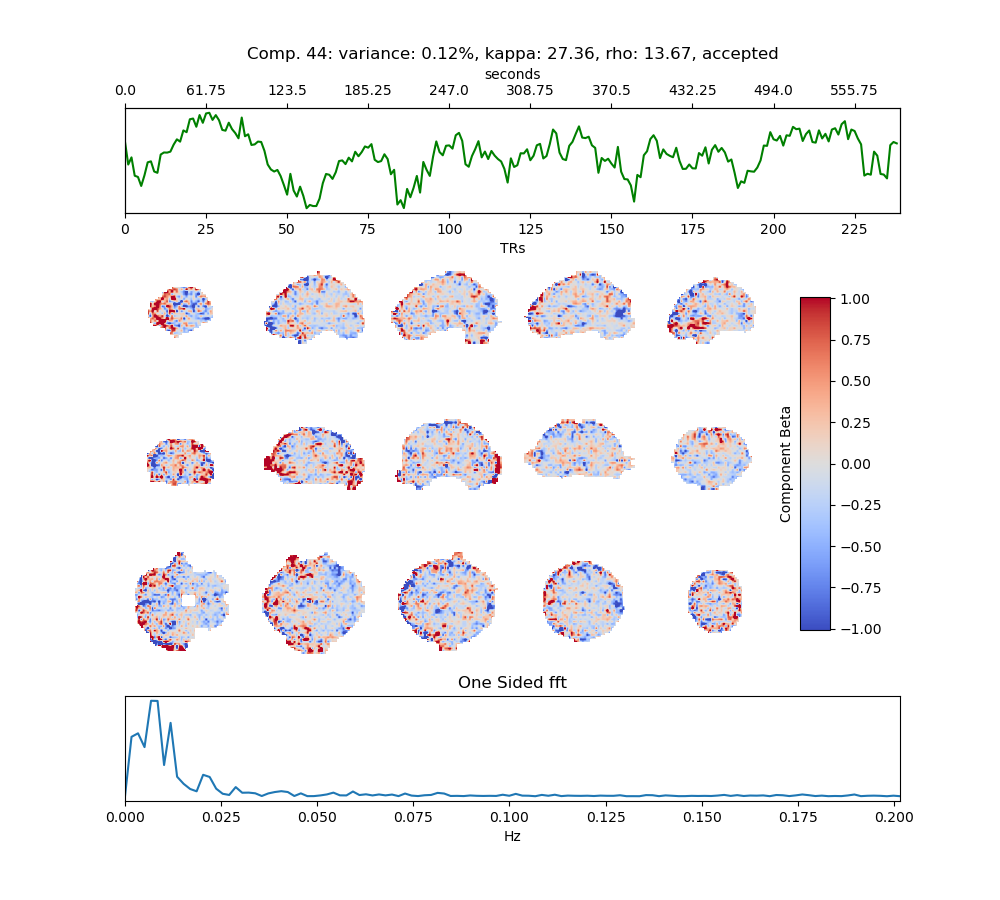 Comp. 44: variance: 0.12%, kappa: 27.36, rho: 13.67, accepted
seconds
0.0 61.75 123.5 185.25 247.0 308.75 370.5 432.25 494.0 555.75
0 25 50 75 100 125 150 175 200 225
TRs
1.00
0.75
0.50
0.25
0.00
−0.25
−0.50
−0.75
−1.00
Component Beta
One Sided fft
0.000 0.025 0.050 0.075 0.100 0.125 0.150 0.175 0.200
Hz